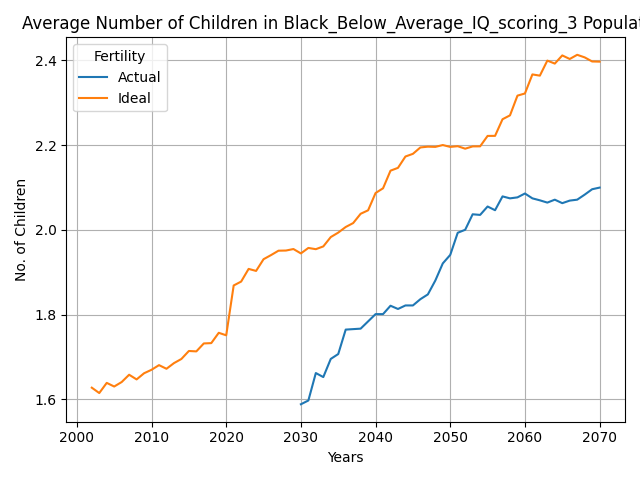 Average Number of Children in Black_Below_Average_IQ_scoring_3 Populat
Fertility
Actual
Ideal
No. of Children
2.4
2.2
2.0
1.8
1.6
2000 2010 2020 2030 2040 2050 2060 2070
Years